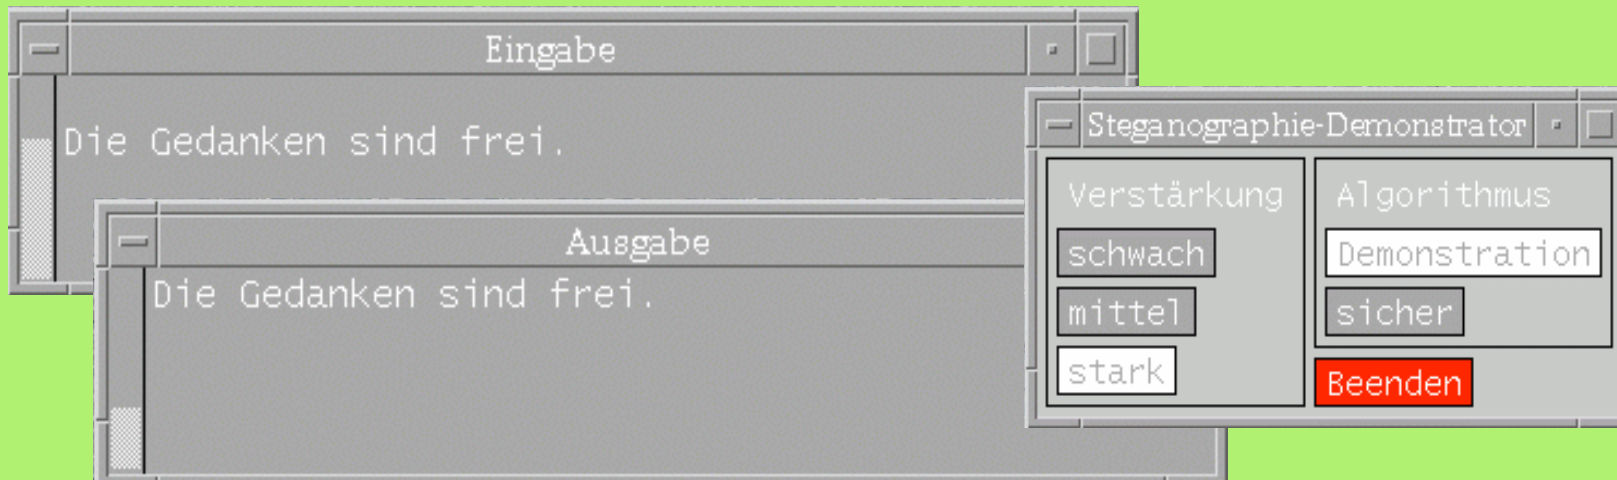 Eingabe
Die Gedanken sind frei.
Ausgabe
Die Gedanken sind frei.
Steganographie-Demonstrator
Verstärkung
schwach
mittel
stark
Algorithmus
Demonstration
sicher
Beenden